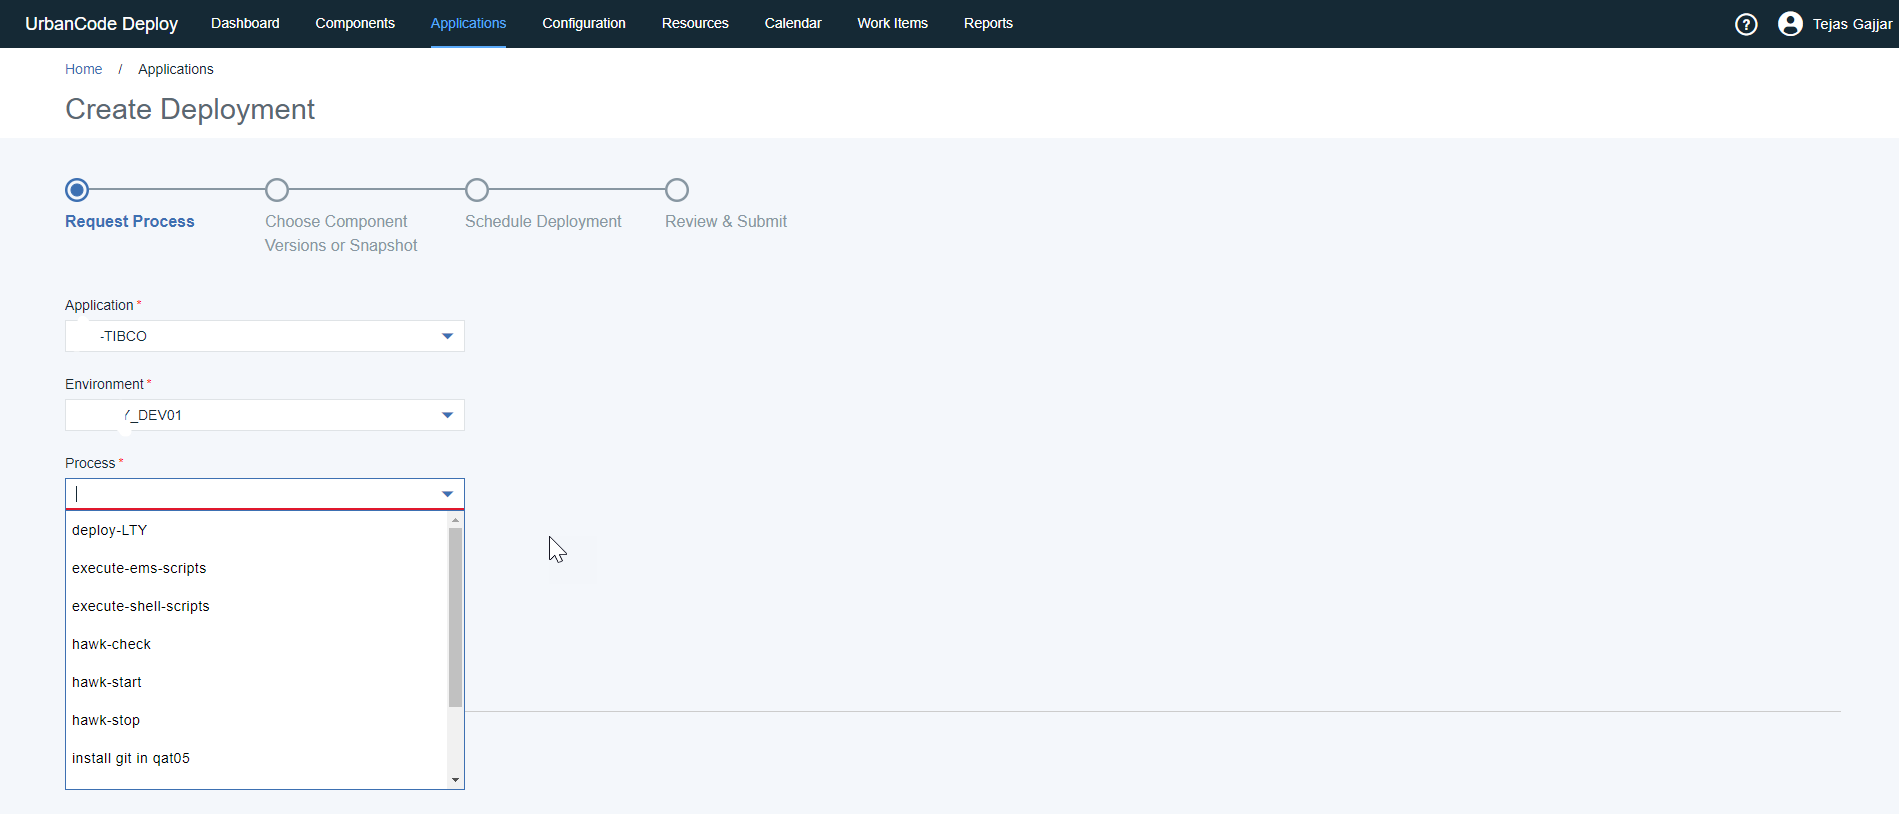 UrbanCode Deploy Dashboard Components Applications Configuration Resources Calendar Work Items Reports ? Tejas Gajjar
Home / Applications
Create Deployment
Request Process
Choose Component
Versions or Snapshot
Schedule Deployment
Review & Submit
Application *
-TIBCO
Environment *
_DEV01
Process *
deploy-LTY
execute-ems-scripts
execute-shell-scripts
hawk-check
hawk-start
hawk-stop
install git in qat05